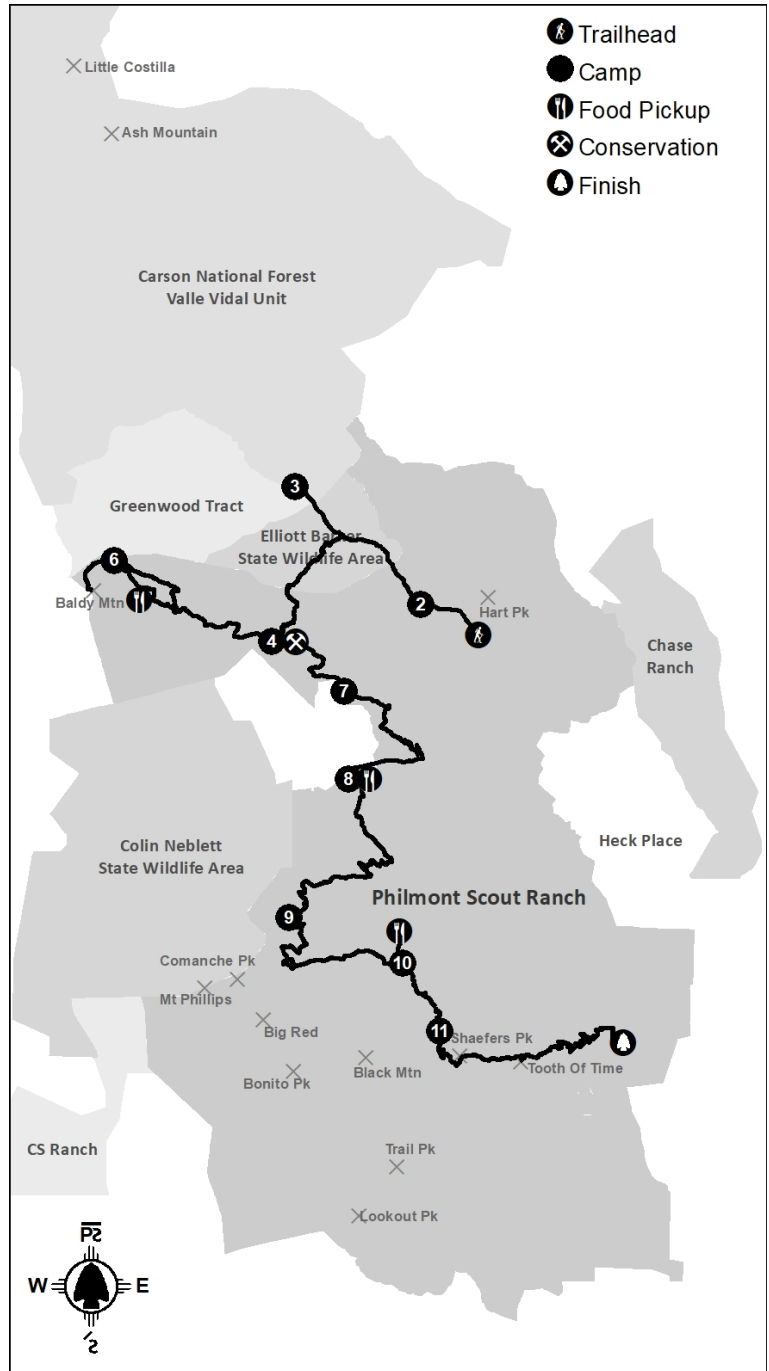 Little Costilla
Ash Mountain
Trailhead
Camp
Food Pickup
Conservation
Finish
Carson National Forest
Valle Vidal Unit
3
Greenwood Tract
Elliott Barker
State Wildlife Area
6
Baldy Mtn
2
Hart Pk
4
7
Chase
Ranch
8
Colin Neblett
State Wildlife Area
Heck Place
Philmont Scout Ranch
9
10
Comanche Pk
Mt Phillips
Big Red
11
Shaefers Pk
Black Mtn
Tooth Of Time
Bonito Pk
CS Ranch
Trail Pk
Lookout Pk
W
E